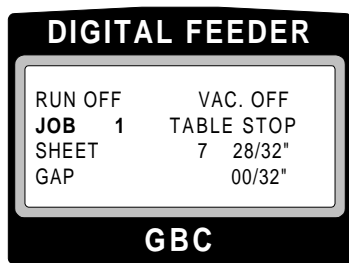 DIGITAL FEEDER
RUN OFF VAC. OFF
JOB 1 TABLE STOP
SHEET 7 28/32"
GAP 00/32"
GBC